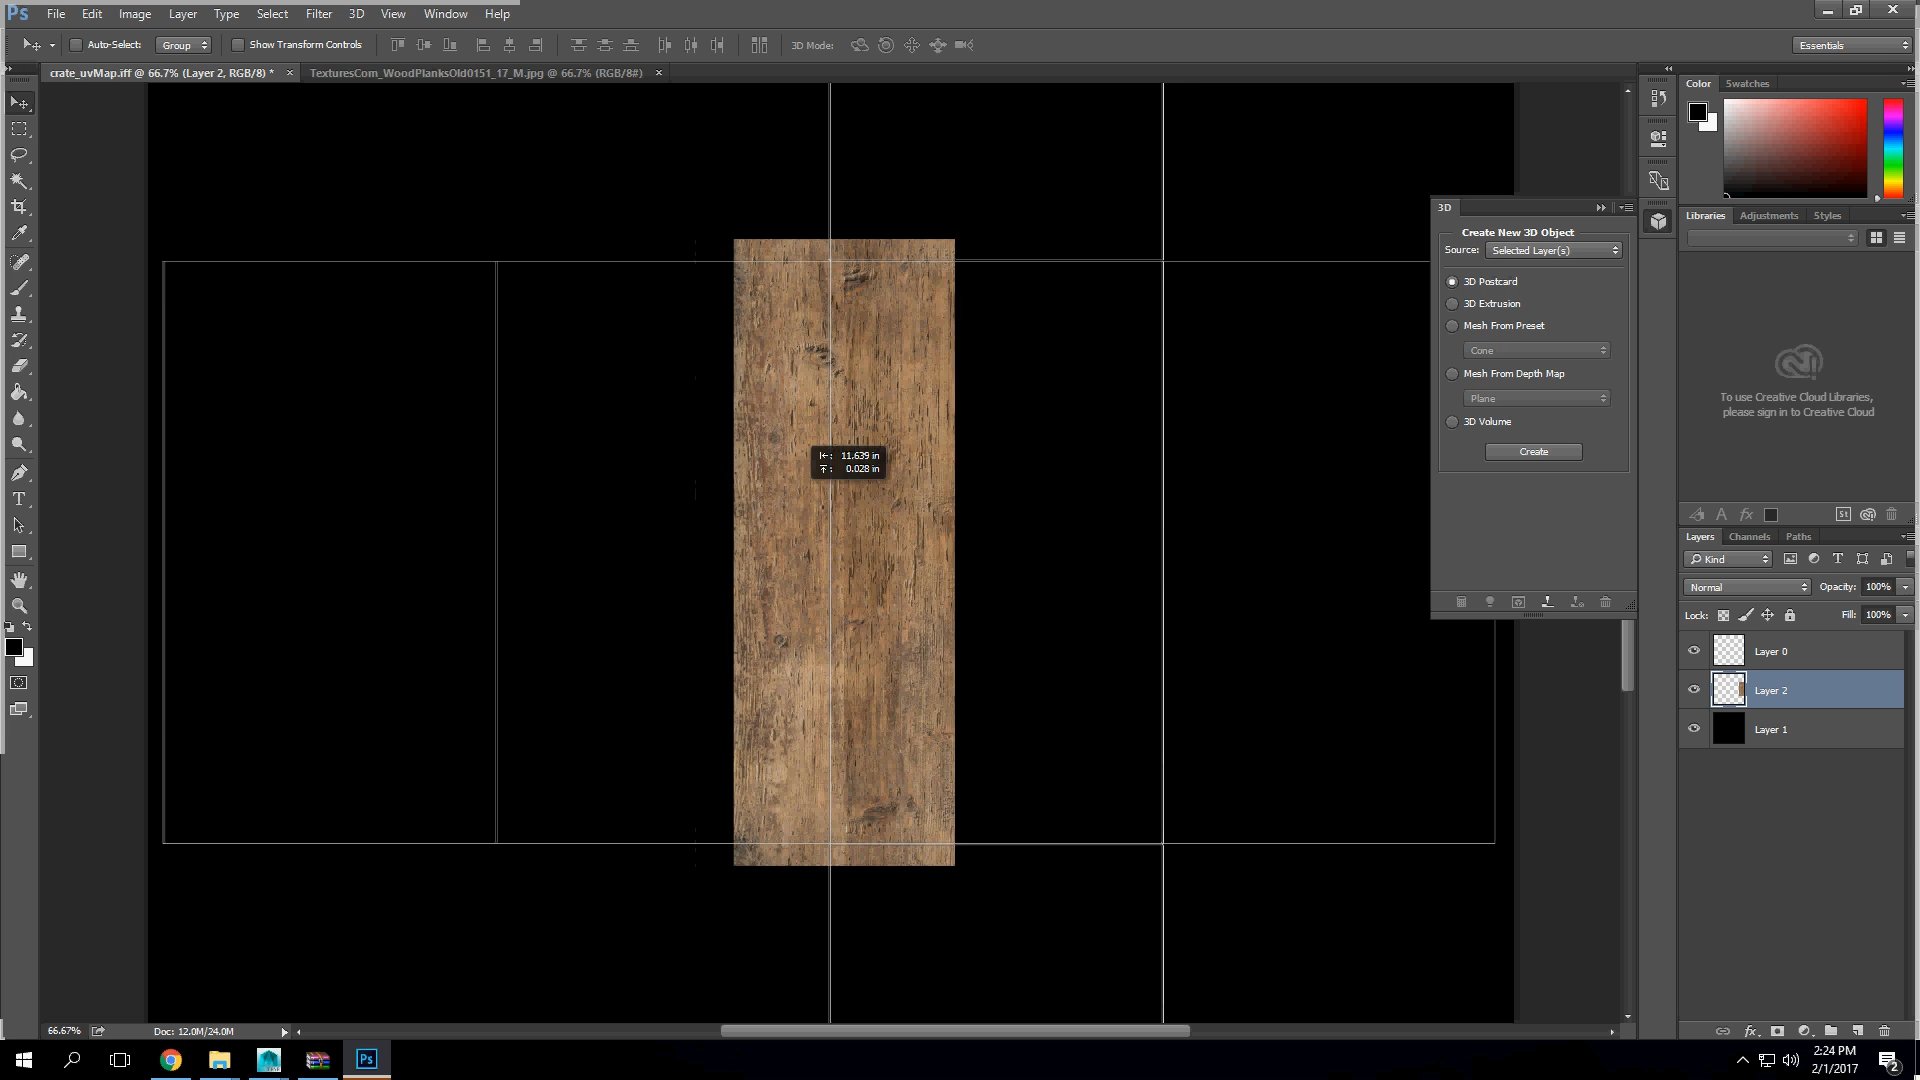 Ps File Edit Image Layer Type Select Filter 3D View Window Help
Auto-Select: Group Show Transform Controls 3D Mode: Essentials
crate_uvMap.iff @ 66.7% (Layer 2, RGB/8) * × TexturesCom_WoodPlanksOld0151_17_M.jpg @ 66.7% (RGB/8#) ×
Color Swatches
3D
Create New 3D Object
Source: Selected Layer(s)
3D Postcard
3D Extrusion
Mesh From Preset
Cone
Mesh From Depth Map
Plane
3D Volume
Create
11.639 in
0.028 in
Libraries Adjustments Styles
To use Creative Cloud Libraries,
please sign in to Creative Cloud
St
Layers Channels Paths
Kind
Normal Opacity: 100%
Lock: Fill: 100%
Layer 0
Layer 2
Layer 1
66.67% Doc: 12.0M/24.0M
Ps
2:24 PM
2/1/2017
2